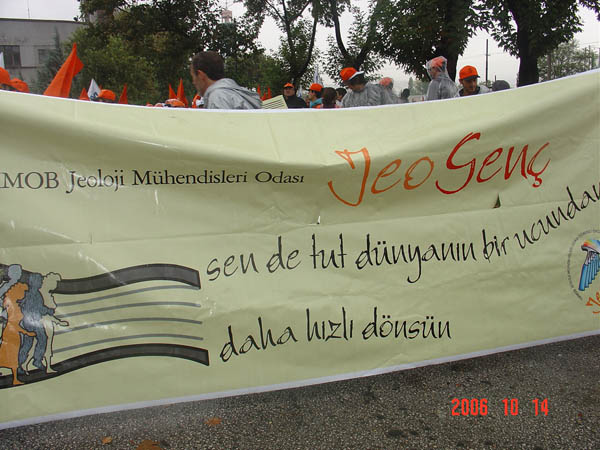 MOB Jeoloji Mühendisleri Odası JeoGenç
sen de tut dünyanın bir ucundan
daha hızlı dönsün
2006 10 14